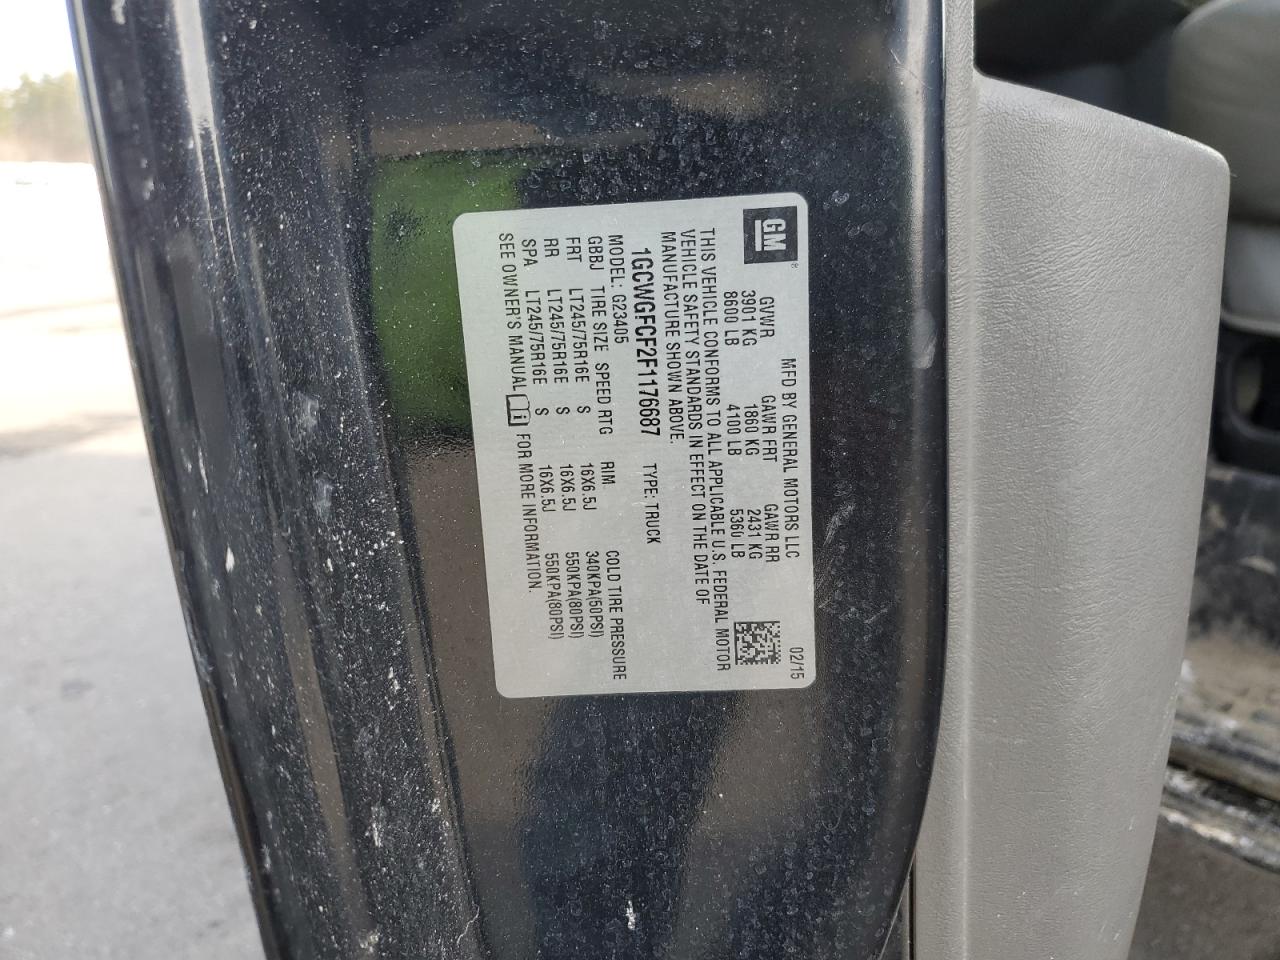 GM ®
MFD BY GENERAL MOTORS LLC 02/15
GVWR GAWR FRT GAWR RR
3901 KG 1860 KG 2431 KG
8600 LB 4100 LB 5360 LB
THIS VEHICLE CONFORMS TO ALL APPLICABLE U.S. FEDERAL MOTOR
VEHICLE SAFETY STANDARDS IN EFFECT ON THE DATE OF
MANUFACTURE SHOWN ABOVE.
1GCWGFCF2F1176687 TYPE: TRUCK
MODEL: G23405
GBBJ TIRE SIZE SPEED RTG RIM COLD TIRE PRESSURE
FRT LT245/75R16E S 16X6.5J 340KPA(50PSI)
RR LT245/75R16E S 16X6.5J 550KPA(80PSI)
SPA LT245/75R16E S 16X6.5J 550KPA(80PSI)
SEE OWNER'S MANUAL i FOR MORE INFORMATION.